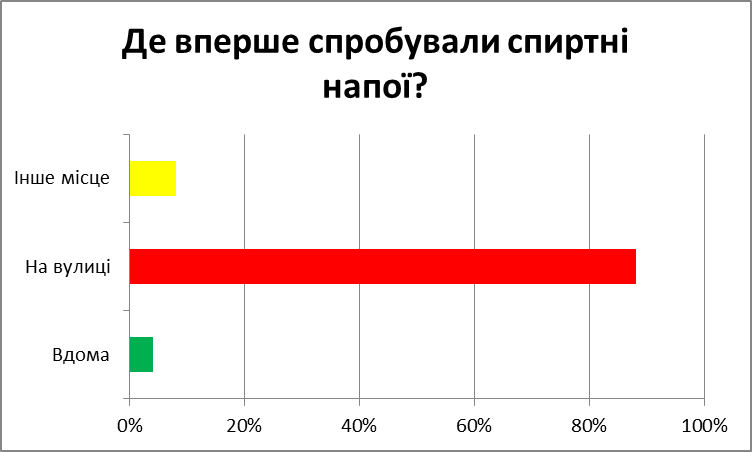 Де вперше спробували спиртні
напої?
Інше місце
На вулиці
Вдома
0% 20% 40% 60% 80% 100%